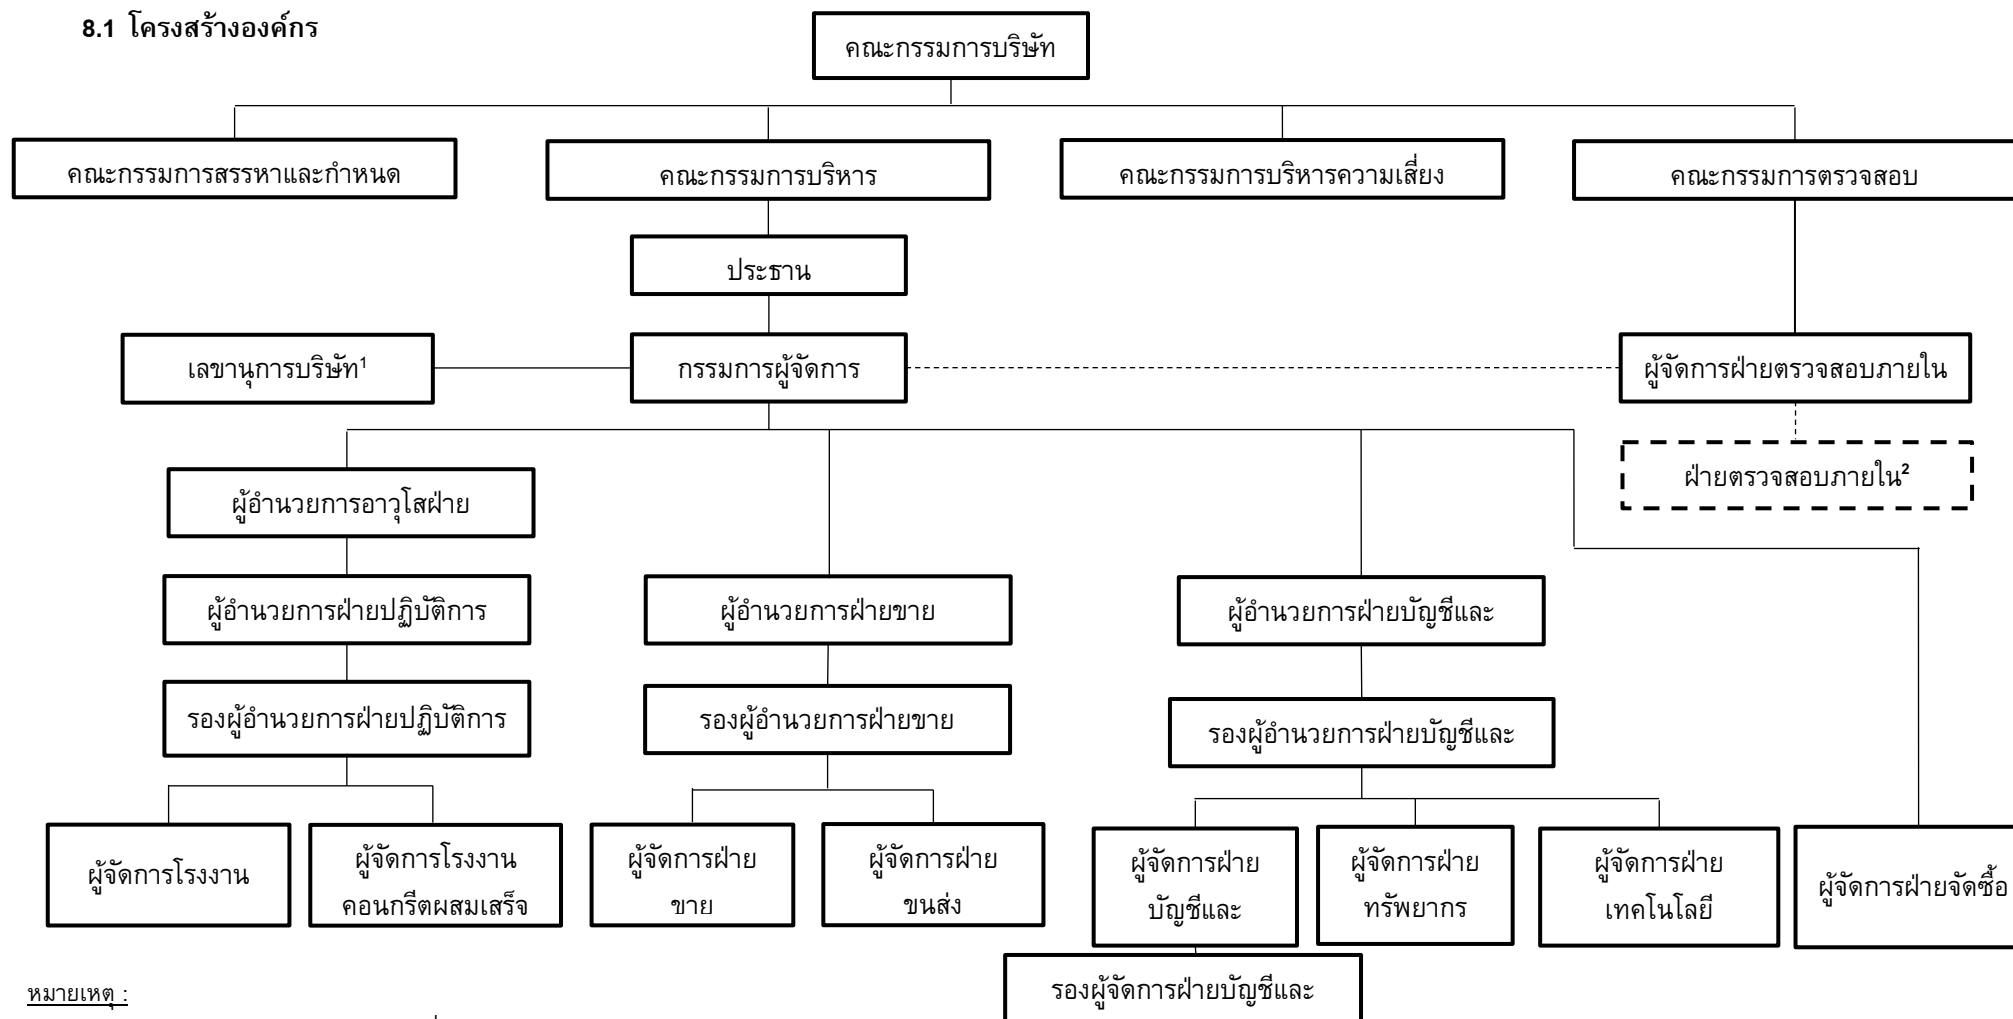 8.1 โครงสร้างองค์กร
คณะกรรมการบริษัท
คณะกรรมการสรรหาและกำหนด
คณะกรรมการบริหาร
คณะกรรมการบริหารความเสี่ยง
คณะกรรมการตรวจสอบ
ประธาน
เลขานุการบริษัท¹
กรรมการผู้จัดการ
ผู้จัดการฝ่ายตรวจสอบภายใน
ฝ่ายตรวจสอบภายใน²
ผู้อำนวยการอาวุโสฝ่าย
ผู้อำนวยการฝ่ายปฏิบัติการ
ผู้อำนวยการฝ่ายขาย
ผู้อำนวยการฝ่ายบัญชีและ
รองผู้อำนวยการฝ่ายปฏิบัติการ
รองผู้อำนวยการฝ่ายขาย
รองผู้อำนวยการฝ่ายบัญชีและ
ผู้จัดการโรงงาน
ผู้จัดการโรงงาน
คอนกรีตผสมเสร็จ
ผู้จัดการฝ่าย
ขาย
ผู้จัดการฝ่าย
ขนส่ง
ผู้จัดการฝ่าย
บัญชีและ
ผู้จัดการฝ่าย
ทรัพยากร
ผู้จัดการฝ่าย
เทคโนโลยี
ผู้จัดการฝ่ายจัดซื้อ
รองผู้จัดการฝ่ายบัญชีและ
หมายเหตุ :